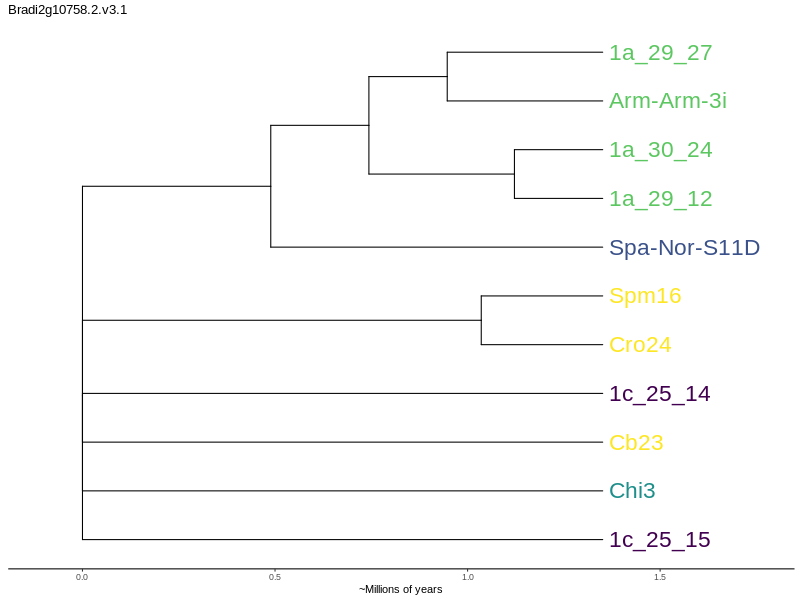 Bradi2g10758.2.v3.1
1a_29_27
Arm-Arm-3i
1a_30_24
1a_29_12
Spa-Nor-S11D
Spm16
Cro24
1c_25_14
Cb23
Chi3
1c_25_15
0.0 0.5 1.0 1.5
~Millions of years